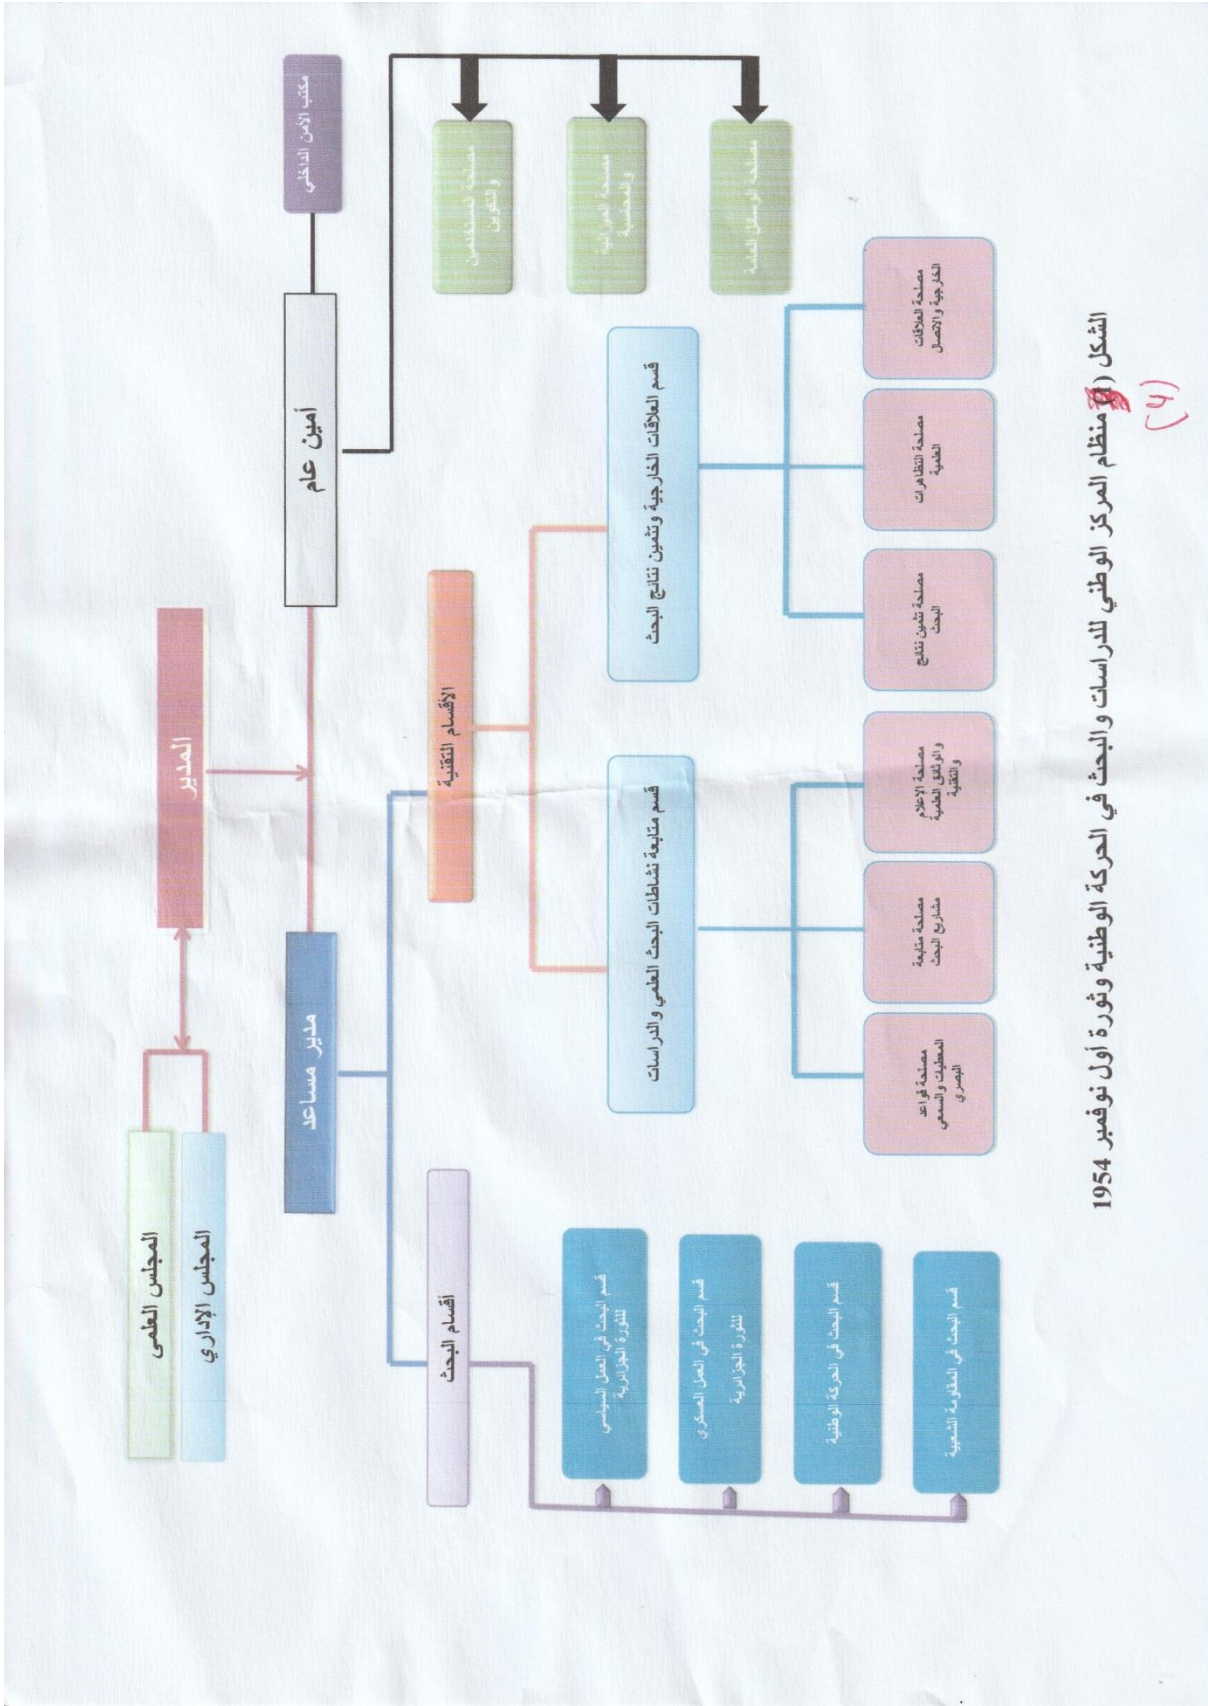 المجلس العلمي
المجلس الإداري
المدير
مدير مساعد
أمين عام
مكتب الأمن الداخلي
أقسام البحث
الأقسام التقنية
مصلحة المستخدمين
والتكوين
مصلحة الميزانية
والمحاسبة
مصلحة الوسائل العامة
قسم البحث في العمل السياسي
للثورة الجزائرية
قسم البحث في العمل العسكري
للثورة الجزائرية
قسم البحث في الحركة الوطنية
قسم البحث في المقاومة الشعبية
قسم العلاقات الخارجية وتثمين نتائج البحث
قسم متابعة نشاطات البحث العلمي والدراسات
مصلحة العلاقات
الخارجية والاتصال
مصلحة التظاهرات
العلمية
مصلحة تثمين نتائج
البحث
مصلحة الإعلام
والوثائق العلمية
والتقنية
مصلحة متابعة
مشاريع البحث
مصلحة قواعد
المعطيات والسمعي
البصري
الشكل ( ) منظام المركز الوطني للدراسات والبحث في الحركة الوطنية وثورة أول نوفمبر 1954
(4)